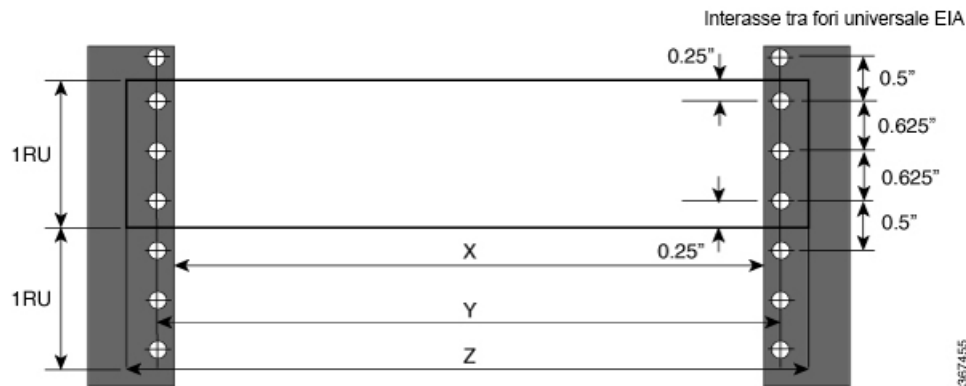 Interasse tra fori universale EIA
0.25”
0.5”
0.625”
1RU
0.625”
0.5”
X
0.25”
1RU
Y
Z
367455